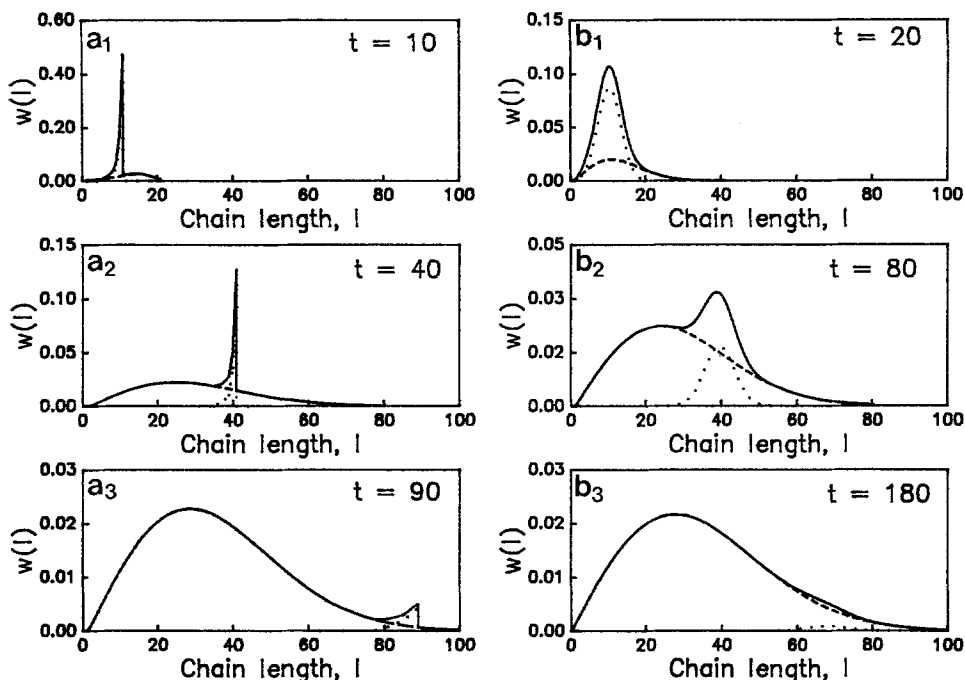 a1
t = 10
w(l)
0.60
0.40
0.20
0.00
0 20 40 60 80 100
Chain length, l
b1
t = 20
w(l)
0.15
0.10
0.05
0.00
0 20 40 60 80 100
Chain length, l
a2
t = 40
w(l)
0.15
0.10
0.05
0.00
0 20 40 60 80 100
Chain length, l
b2
t = 80
w(l)
0.05
0.03
0.02
0.00
0 20 40 60 80 100
Chain length, l
a3
t = 90
w(l)
0.03
0.02
0.01
0.00
0 20 40 60 80 100
Chain length, l
b3
t = 180
w(l)
0.03
0.02
0.01
0.00
0 20 40 60 80 100
Chain length, l